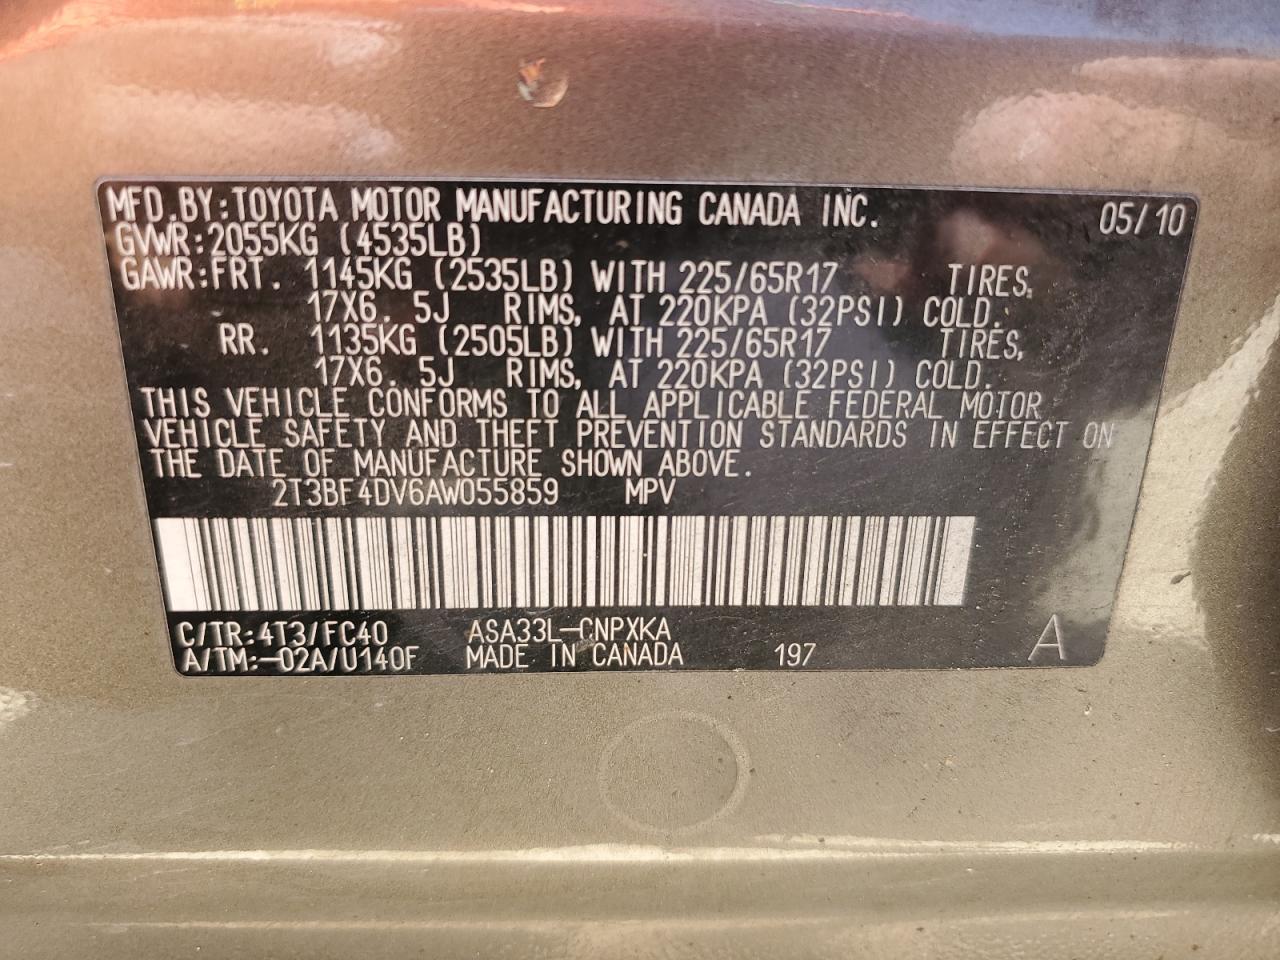 MFD.BY:TOYOTA MOTOR MANUFACTURING CANADA INC. 05/10
GVWR:2055KG (4535LB)
GAWR:FRT. 1145KG (2535LB) WITH 225/65R17 TIRES,
17X6.5J RIMS, AT 220KPA (32PSI) COLD.
RR. 1135KG (2505LB) WITH 225/65R17 TIRES,
17X6.5J RIMS, AT 220KPA (32PSI) COLD.
THIS VEHICLE CONFORMS TO ALL APPLICABLE FEDERAL MOTOR
VEHICLE SAFETY AND THEFT PREVENTION STANDARDS IN EFFECT ON
THE DATE OF MANUFACTURE SHOWN ABOVE.
2T3BF4DV6AW055859 MPV
C/TR:4T3/FC40 ASA33L-CNPXKA
A/TM:-02A/U140F MADE IN CANADA 197 A